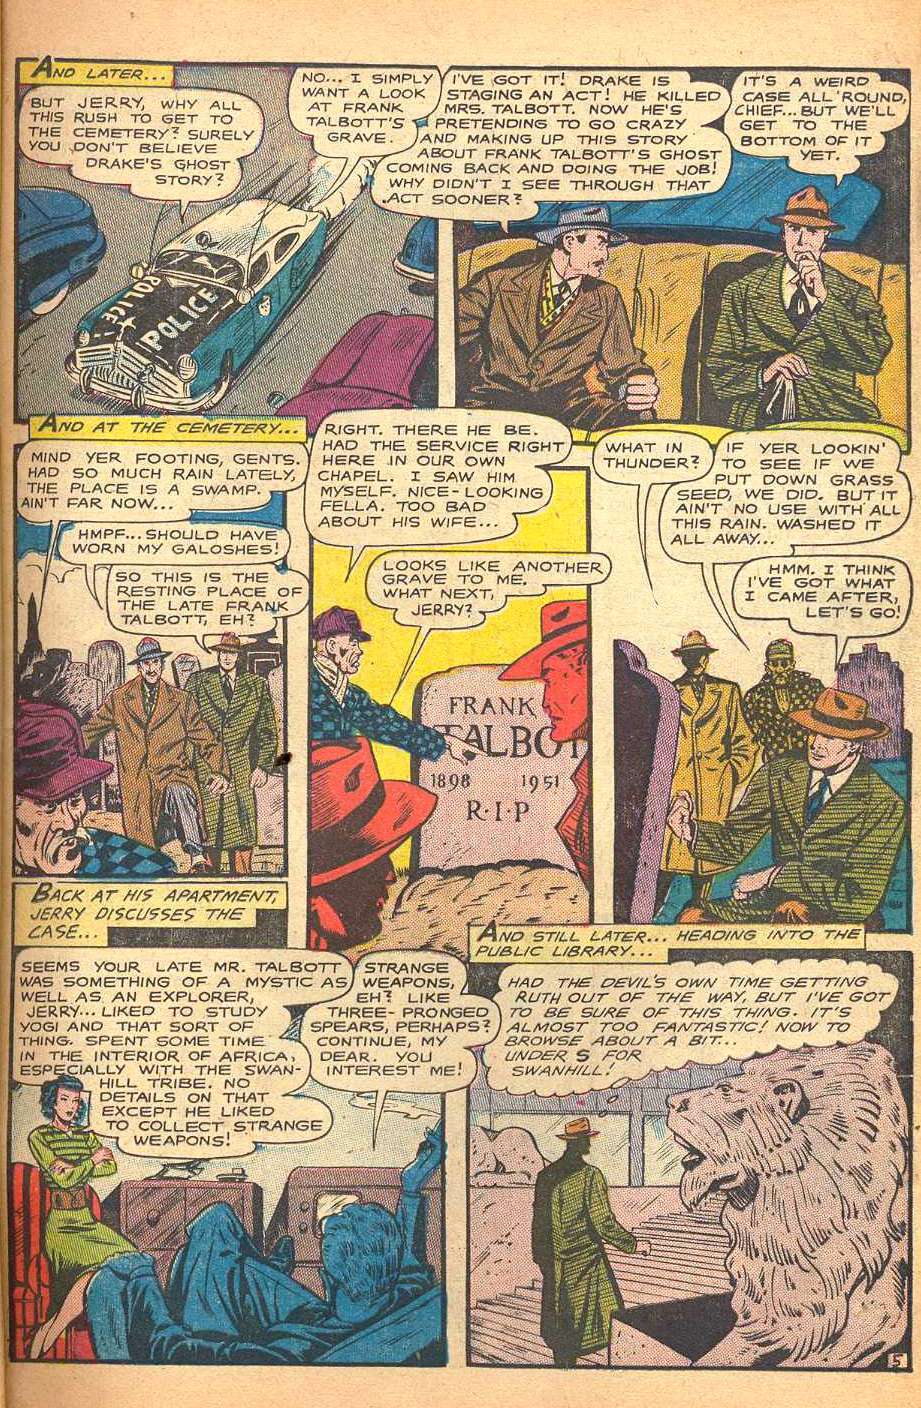 AND LATER...
BUT JERRY, WHY ALL
THIS RUSH TO GET TO
THE CEMETERY? SURELY
YOU DON'T BELIEVE
DRAKE'S GHOST
STORY?
NO... I SIMPLY
WANT A LOOK
AT FRANK
TALBOTT'S
GRAVE.
POLICE
POLICE
I'VE GOT IT! DRAKE IS
STAGING AN ACT! HE KILLED
MRS. TALBOTT. NOW HE'S
PRETENDING TO GO CRAZY
AND MAKING UP THIS STORY
ABOUT FRANK TALBOTT'S GHOST
COMING BACK AND DOING THE JOB!
WHY DIDN'T I SEE THROUGH THAT
ACT SOONER?
IT'S A WEIRD
CASE ALL 'ROUND,
CHIEF... BUT WE'LL
GET TO THE
BOTTOM OF IT
YET.
AND AT THE CEMETERY...
MIND YER FOOTING, GENTS.
HAD SO MUCH RAIN LATELY,
THE PLACE IS A SWAMP.
AIN'T FAR NOW...
HMPF... SHOULD HAVE
WORN MY GALOSHES!
SO THIS IS THE
RESTING PLACE OF
THE LATE FRANK
TALBOTT, EH?
RIGHT. THERE HE BE.
HAD THE SERVICE RIGHT
HERE IN OUR OWN
CHAPEL. I SAW HIM
MYSELF. NICE-LOOKING
FELLA. TOO BAD
ABOUT HIS WIFE...
LOOKS LIKE ANOTHER
GRAVE TO ME.
WHAT NEXT,
JERRY?
FRANK
TALBOT
1898 1951
R·I·P
WHAT IN
THUNDER?
IF YER LOOKIN'
TO SEE IF WE
PUT DOWN GRASS
SEED, WE DID. BUT IT
AIN'T NO USE WITH ALL
THIS RAIN. WASHED IT
ALL AWAY...
HMM. I THINK
I'VE GOT WHAT
I CAME AFTER,
LET'S GO!
BACK AT HIS APARTMENT,
JERRY DISCUSSES THE
CASE...
SEEMS YOUR LATE MR. TALBOTT
WAS SOMETHING OF A MYSTIC AS
WELL AS AN EXPLORER,
JERRY... LIKED TO STUDY
YOGI AND THAT SORT OF
THING. SPENT SOME TIME
IN THE INTERIOR OF AFRICA,
ESPECIALLY WITH THE SWAN-
HILL TRIBE. NO
DETAILS ON THAT
EXCEPT HE LIKED
TO COLLECT STRANGE
WEAPONS!
STRANGE
WEAPONS,
EH? LIKE
THREE-PRONGED
SPEARS, PERHAPS?
CONTINUE, MY
DEAR. YOU
INTEREST ME!
AND STILL LATER... HEADING INTO THE
PUBLIC LIBRARY...
HAD THE DEVIL'S OWN TIME GETTING
RUTH OUT OF THE WAY, BUT I'VE GOT
TO BE SURE OF THIS THING. IT'S
ALMOST TOO FANTASTIC! NOW TO
BROWSE ABOUT A BIT...
UNDER S FOR
SWANHILL!
5